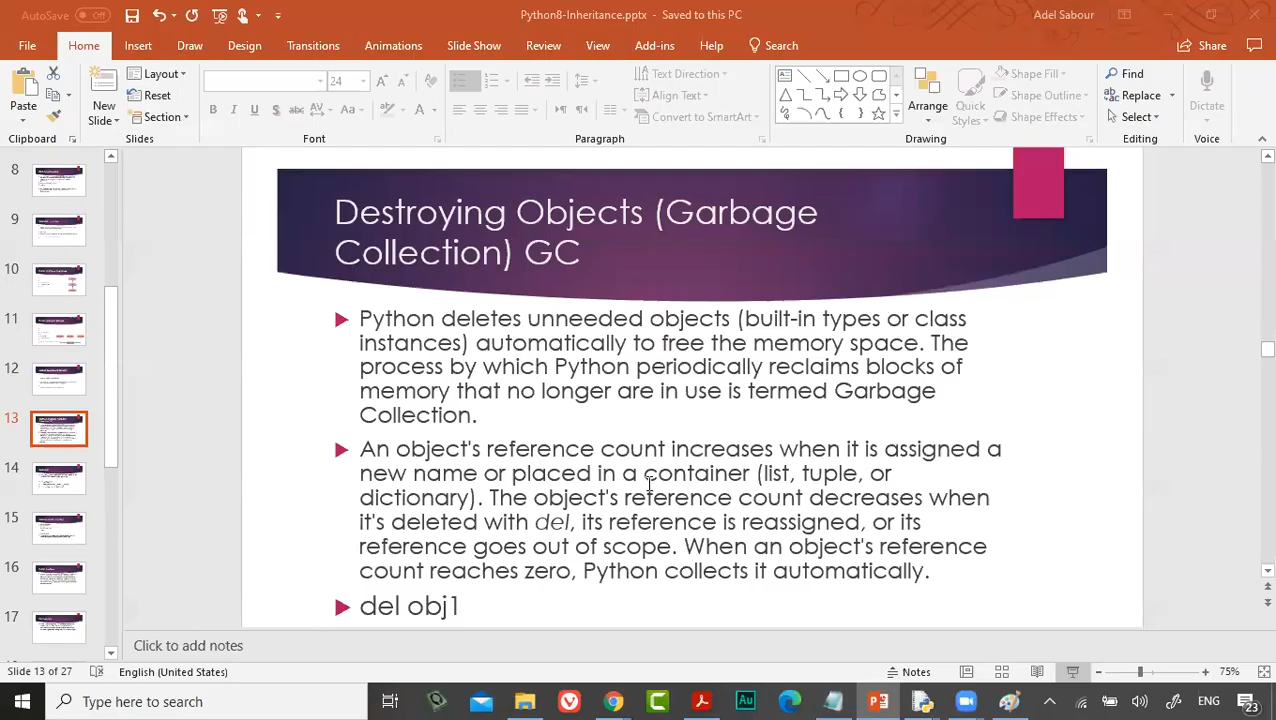 AutoSave Off
Python8-Inheritance.pptx - Saved to this PC
Adel Sabour
File Home Insert Draw Design Transitions Animations Slide Show Review View Add-ins Help Search Share
Paste
New Slide
Layout
Reset
Section
24
Text Direction
Align Text
Convert to SmartArt
Arrange
Quick Styles
Shape Fill
Shape Outline
Shape Effects
Find
Replace
Select
Dictate
Clipboard Slides Font Paragraph Drawing Editing Voice
8
9
10
11
12
13
14
15
16
17
Destroying Objects (Garbage
Collection) GC
Python deletes unneeded objects (built-in types or class
instances) automatically to free the memory space. The
process by which Python periodically reclaims blocks of
memory that no longer are in use is termed Garbage
Collection.
An object's reference count increases when it is assigned a
new name or placed in a container (list, tuple, or
dictionary). The object's reference count decreases when
it's deleted with del, its reference is reassigned, or its
reference goes out of scope. When an object's reference
count reaches zero, Python collects it automatically.
del obj1
Click to add notes
Slide 13 of 27 English (United States) Notes 75%
Type here to search
ENG
23